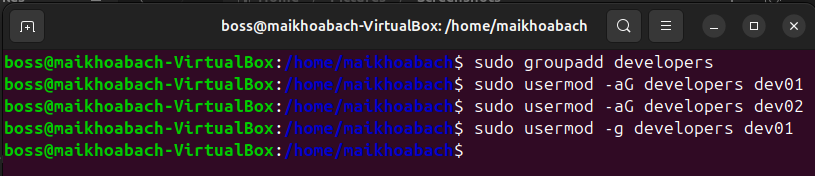 boss@maikhoabach-VirtualBox: /home/maikhoabach
boss@maikhoabach-VirtualBox:/home/maikhoabach$ sudo groupadd developers
boss@maikhoabach-VirtualBox:/home/maikhoabach$ sudo usermod -aG developers dev01
boss@maikhoabach-VirtualBox:/home/maikhoabach$ sudo usermod -aG developers dev02
boss@maikhoabach-VirtualBox:/home/maikhoabach$ sudo usermod -g developers dev01
boss@maikhoabach-VirtualBox:/home/maikhoabach$